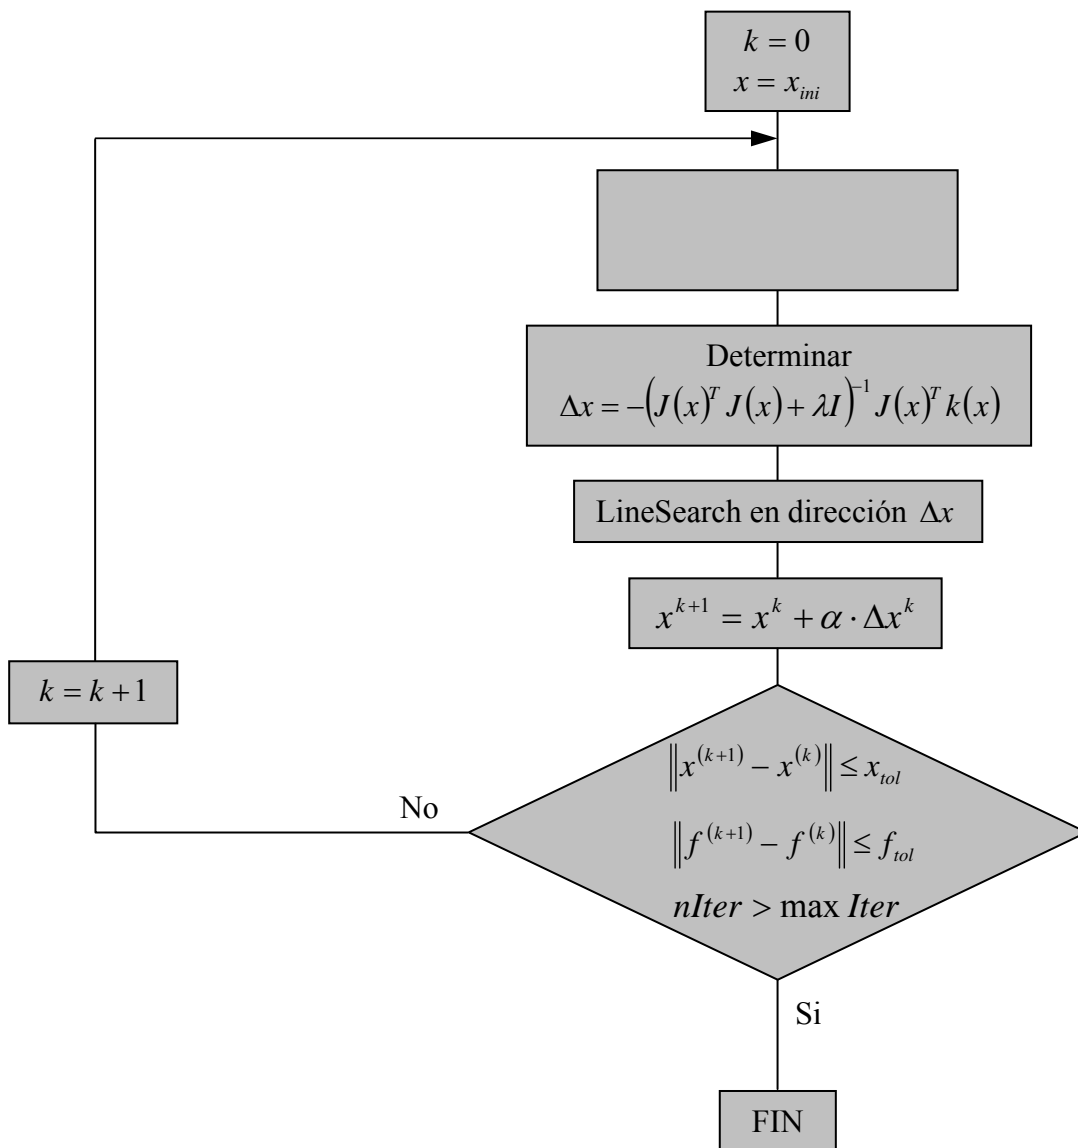 k = 0
x = x_ini
Determinar
Δx = −(J(x)^T J(x) + λI)^−1 J(x)^T k(x)
LineSearch en dirección Δx
x^k+1 = x^k + α · Δx^k
k = k + 1
‖x^(k+1) − x^(k)‖ ≤ x_tol
No
‖f^(k+1) − f^(k)‖ ≤ f_tol
nIter > max Iter
Si
FIN